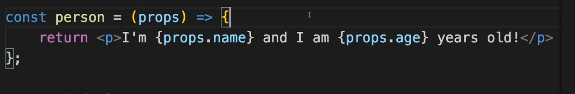 const person = (props) => {
    return <p>I'm {props.name} and I am {props.age} years old!</p>
};